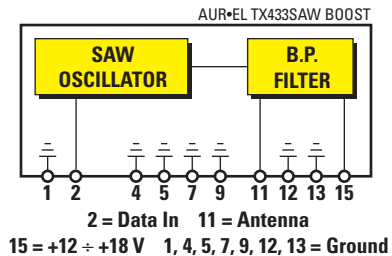 AUR•EL TX433SAW BOOST
SAW
OSCILLATOR
B.P.
FILTER
1 2 4 5 7 9 11 12 13 15
2 = Data In 11 = Antenna
15 = +12 ÷ +18 V 1, 4, 5, 7, 9, 12, 13 = Ground